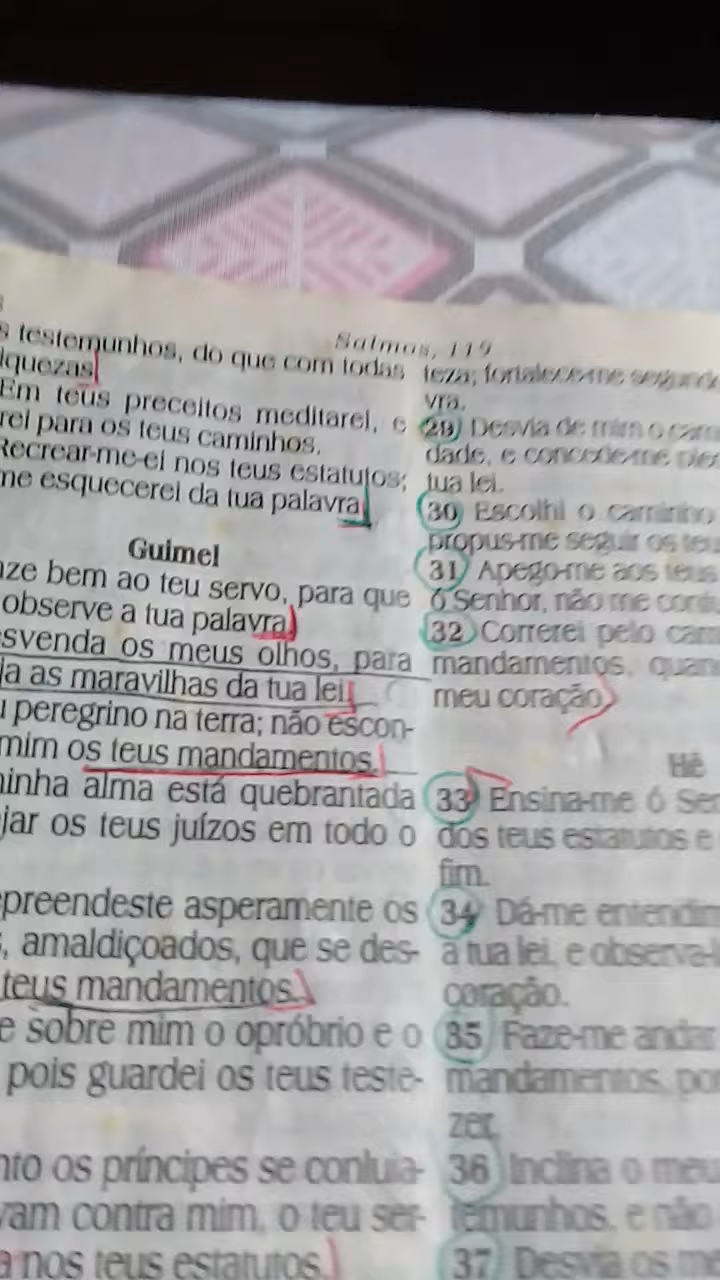 Salmos, 119
s testemunhos, do que com todas
iquezas.
Em teus preceitos meditarei, e
rei para os teus caminhos.
Recrear-me-ei nos teus estatutos;
me esquecerei da tua palavra.
Guimel
aze bem ao teu servo, para que
observe a tua palavra.
esvenda os meus olhos, para
ja as maravilhas da tua lei.
u peregrino na terra; não escon-
mim os teus mandamentos.
minha alma está quebrantada
jar os teus juízos em todo o
preendeste asperamente os
, amaldiçoados, que se des-
teus mandamentos.
e sobre mim o opróbrio e o
pois guardei os teus teste-
nto os príncipes se conluia-
vam contra mim, o teu ser-
a nos teus estatutos.
teza; fortalece-me segundo
vra.
29 Desvia de mim o cam
dade, e concede-me
tua lei.
30 Escolhi o caminho
propus-me seguir os teu
31 Apego-me aos teus
ó Senhor, não me conf
32 Correrei pelo cam
mandamentos, quan
meu coração.
Hê
33 Ensina-me ó Sen
dos teus estatutos e
fim.
34 Dá-me entendim
a tua lei, e observa-l
coração.
35 Faze-me andar
mandamentos, por
zer.
36 Inclina o meu
temunhos, e não
37 Desvia os me